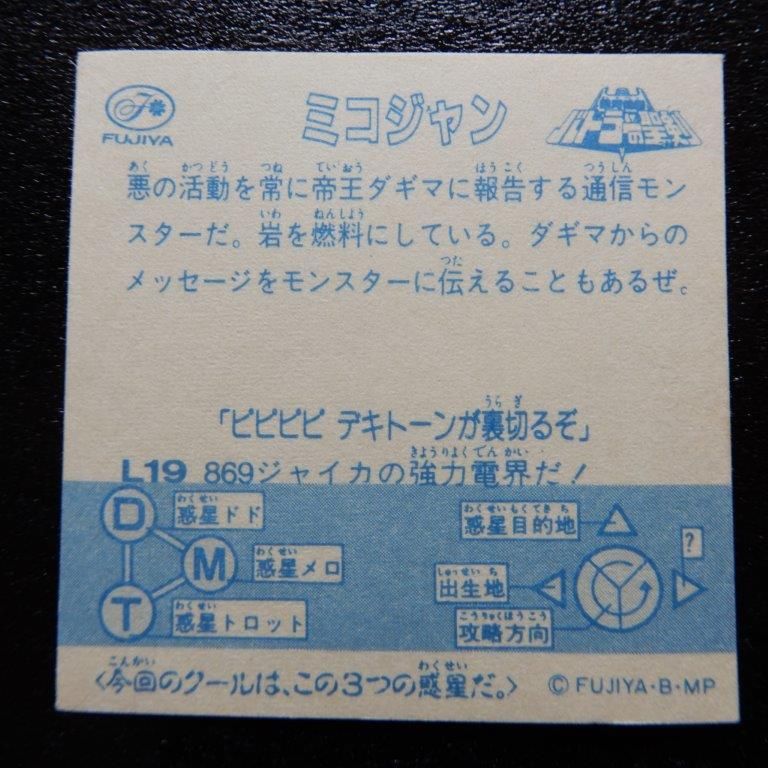 FUJIYA
ミコジャン
バトラーの聖剣
悪の活動を常に帝王ダギマに報告する通信モン
スターだ。岩を燃料にしている。ダギマからの
メッセージをモンスターに伝えることもあるぜ。
「ピピピピ デキトーンが裏切るぞ」
L19 869ジャイカの強力電界だ!
D 惑星ドド
M 惑星メロ
T 惑星トロット
惑星目的地
?
出生地
攻略方向
〈今回のクールは、この3つの惑星だ。〉
© FUJIYA・B・MP